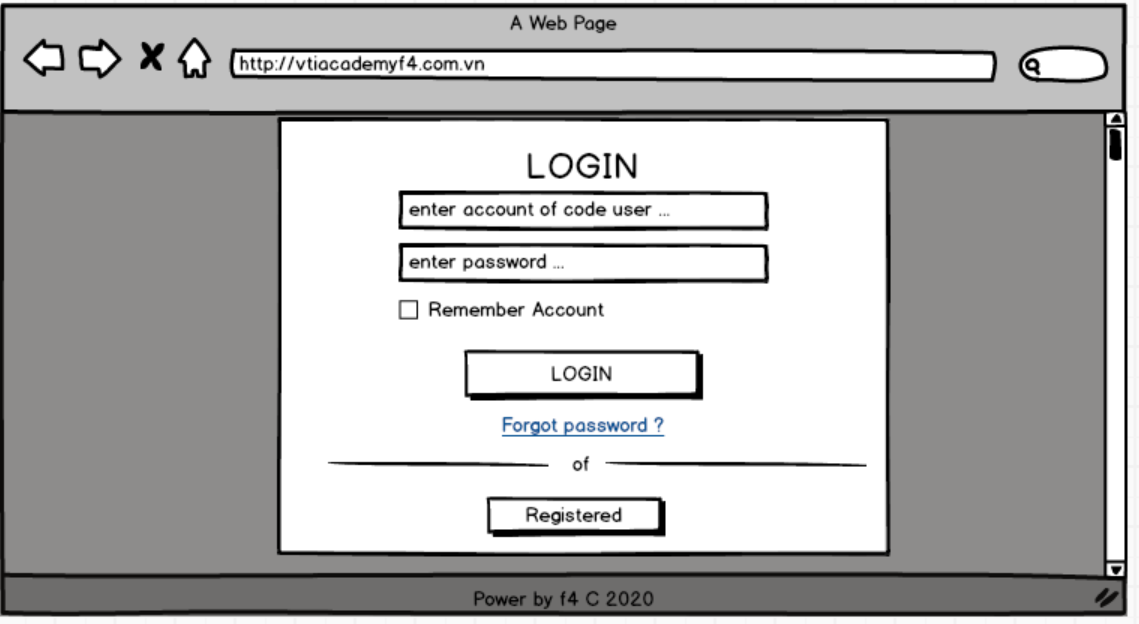 A Web Page
http://vtiacademyf4.com.vn
LOGIN
enter account of code user ...
enter password ...
Remember Account
LOGIN
Forgot password ?
of
Registered
Power by f4 C 2020